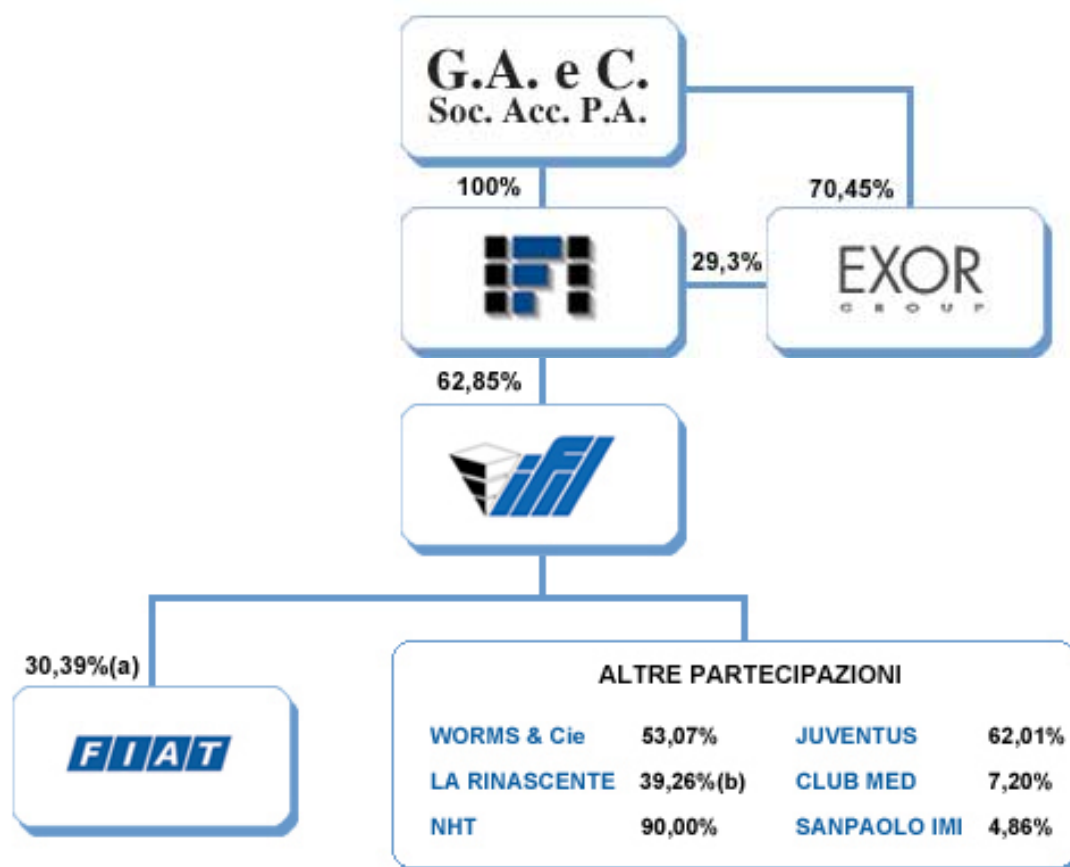 G.A. e C.
Soc. Acc. P.A.
100%
70,45%
IFI
29,3%
EXOR
GROUP
62,85%
ifil
30,39%(a)
FIAT
ALTRE PARTECIPAZIONI
WORMS & Cie 53,07% JUVENTUS 62,01%
LA RINASCENTE 39,26%(b) CLUB MED 7,20%
NHT 90,00% SANPAOLO IMI 4,86%